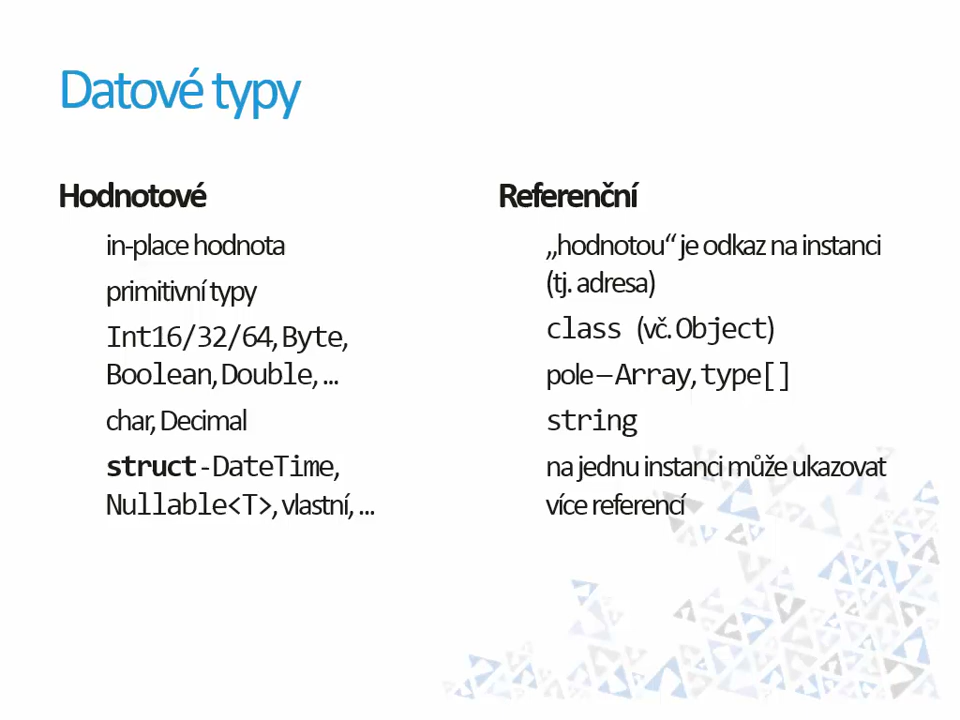 Datové typy
Hodnotové
in-place hodnota
primitivní typy
Int16/32/64, Byte,
Boolean, Double, …
char, Decimal
struct - DateTime,
Nullable<T>, vlastní, …
Referenční
„hodnotou“ je odkaz na instanci
(tj. adresa)
class (vč. Object)
pole – Array, type[]
string
na jednu instanci může ukazovat
více referencí